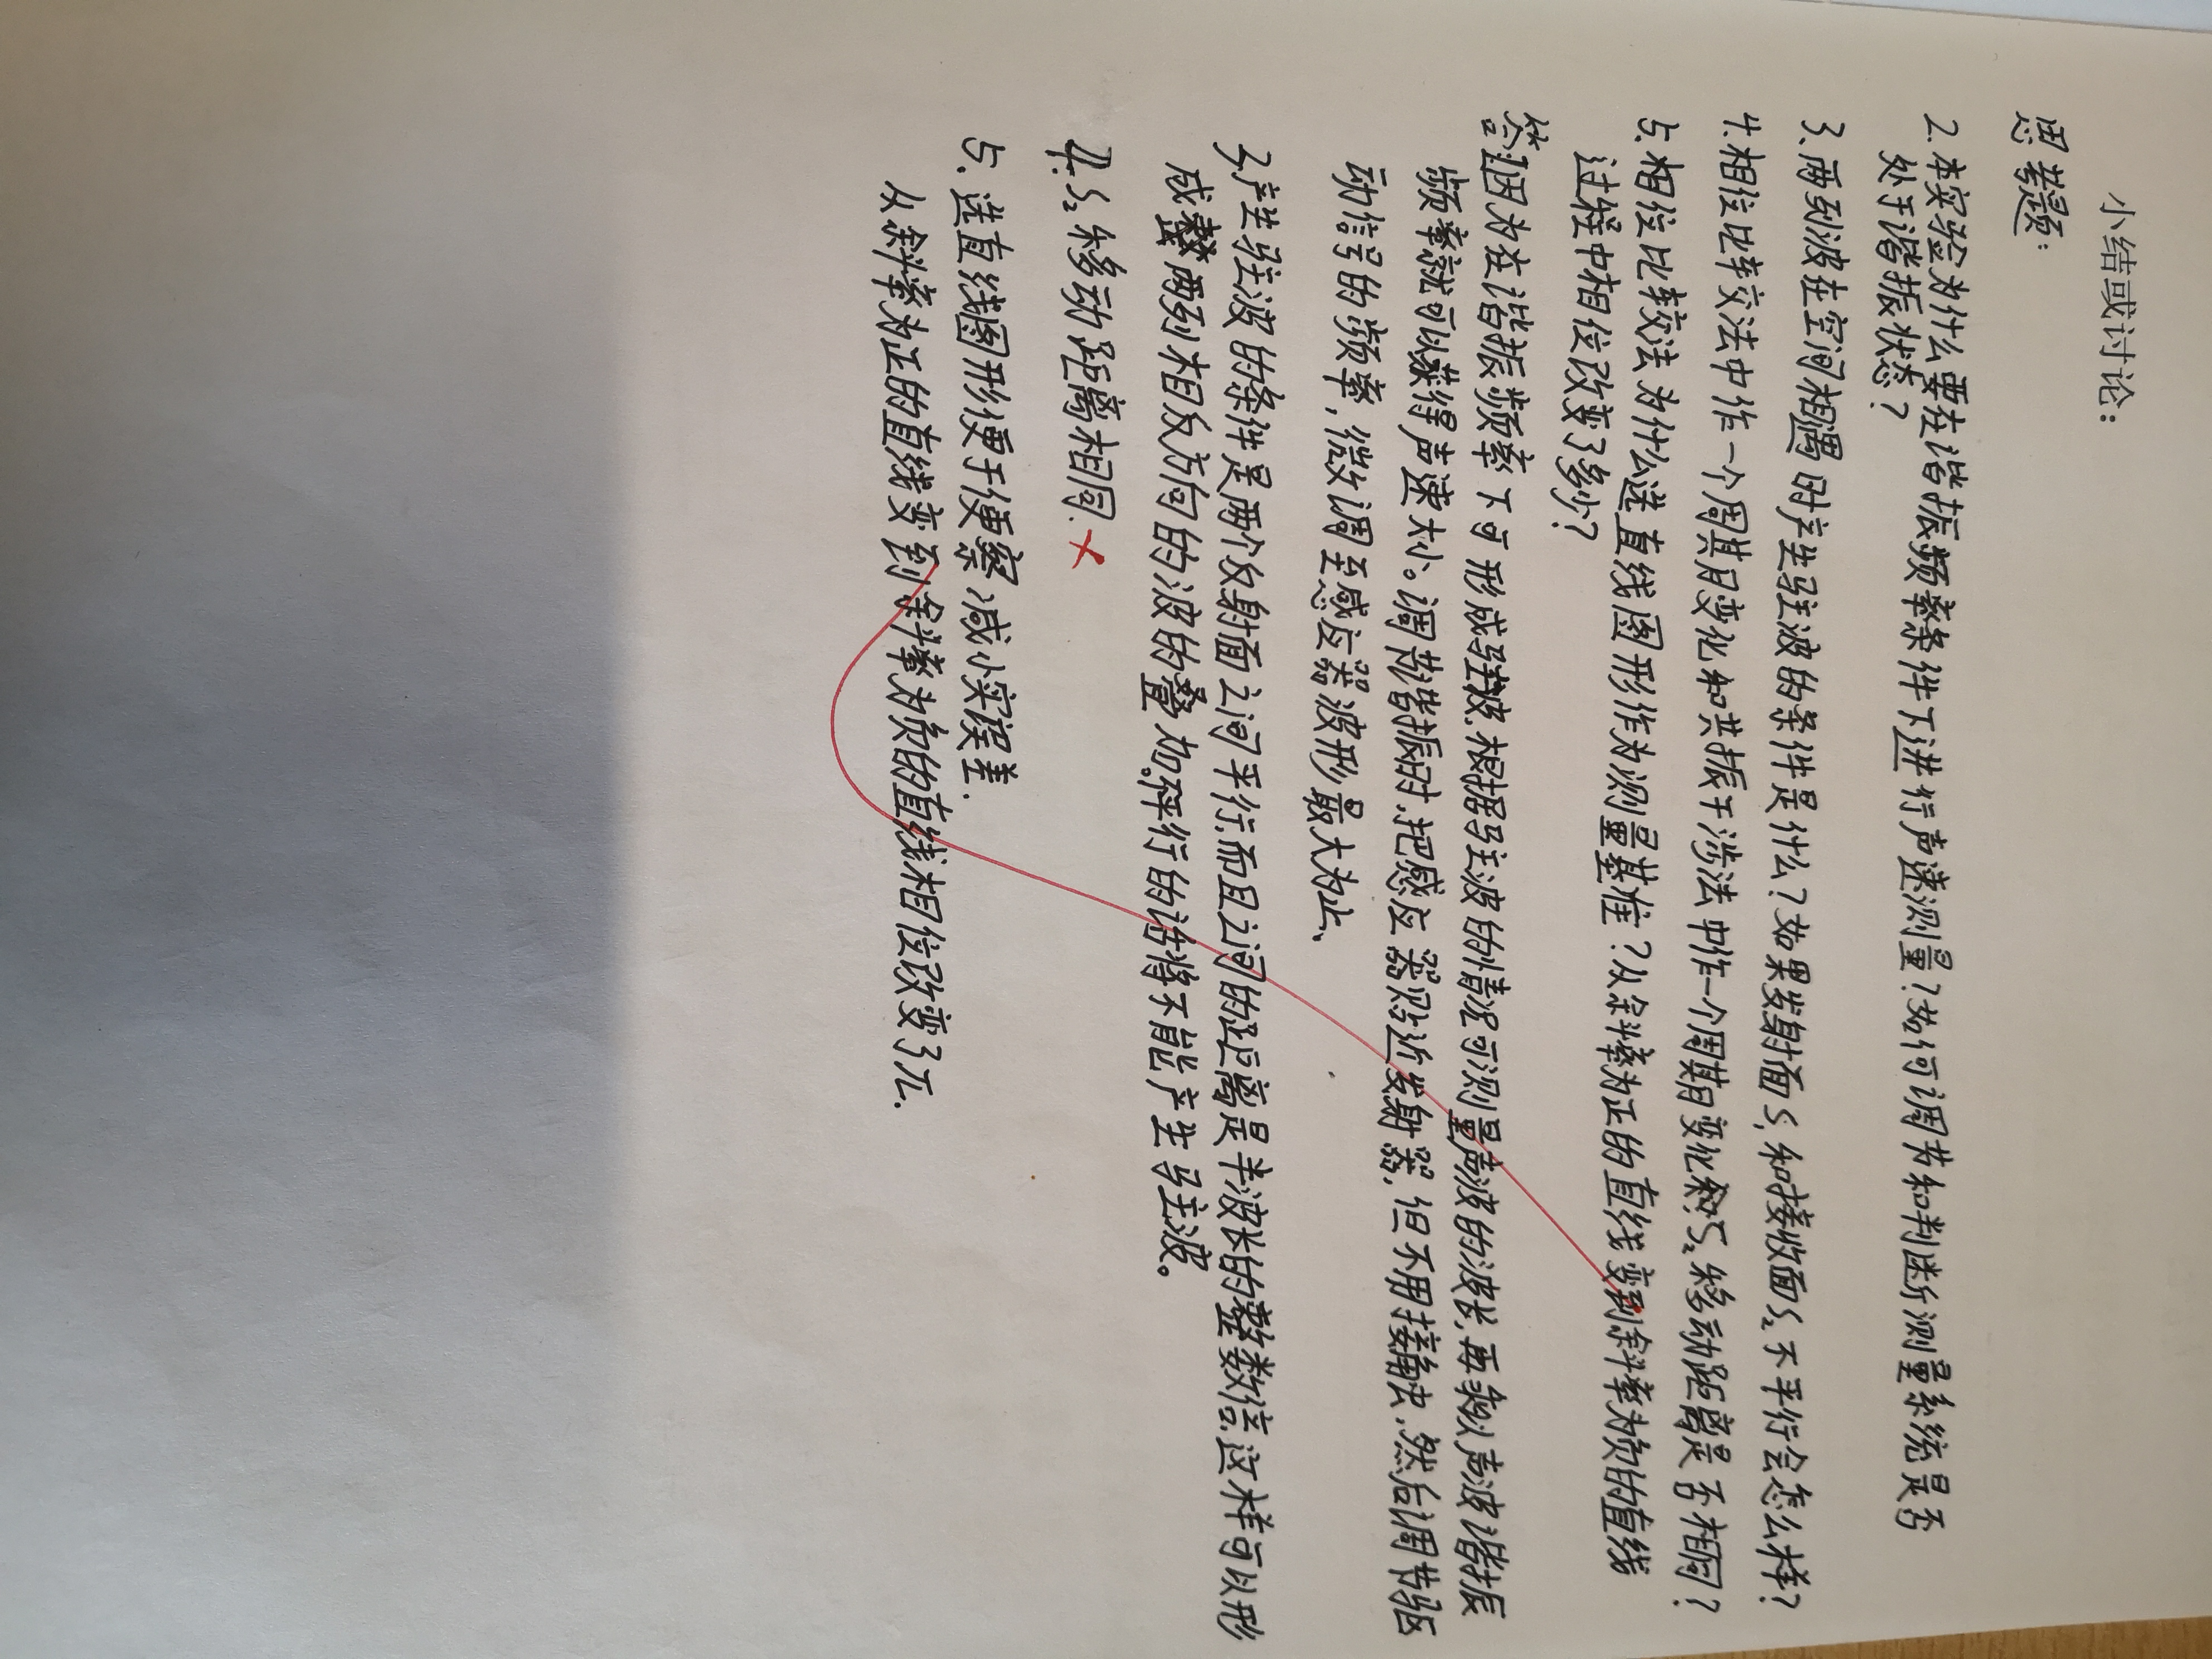 小结或讨论：
思考题：
2.本实验为什么要在谐振频率条件下进行声速测量？如何调节和判断测量系统是否
处于谐振状态？
3.两列波在空间相遇时产生驻波的条件是什么？如果发射面S₁和接收面S₂不平行会怎么样？
4.相位比较法中作一个周其月变化和共振干涉法中作一个周期变化和S₂移动距离是否相同？
5.相位比较法为什么选直线图形作为测量基准？从斜率为正的直线变到斜率为负的直线
过程中相位改变了多少？
答：2.因为在谐振频率下可形成驻波.根据驻波的情况可测量声波的波长,再乘以声波谐振
频率就可以获得声速大小。调节谐振时.把感应器贴近发射器,但不用接触,然后调节驱
动信号的频率,微调至感应器波形最大为止、
3.产生驻波的条件是两个反射面之间平行.而且之间的距离是半波长的整数倍.这样可以形
成 两列相反方向的波的叠加。不平行的话将不能产生驻波。
4.S₂移动距离相同.
5、选直线图形便于便察.减小实误差.
从斜率为正的直线变到斜率为负的直线相位改变了π.